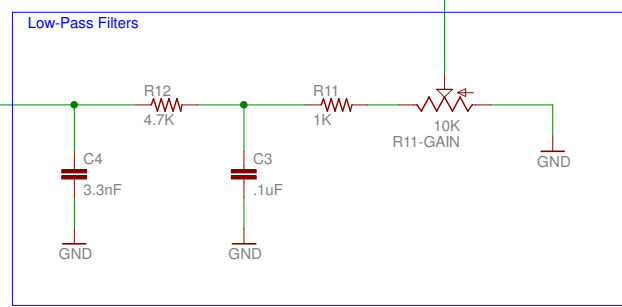 Low-Pass Filters
R12
4.7K
R11
1K
10K
R11-GAIN
GND
C4
3.3nF
GND
C3
.1uF
GND